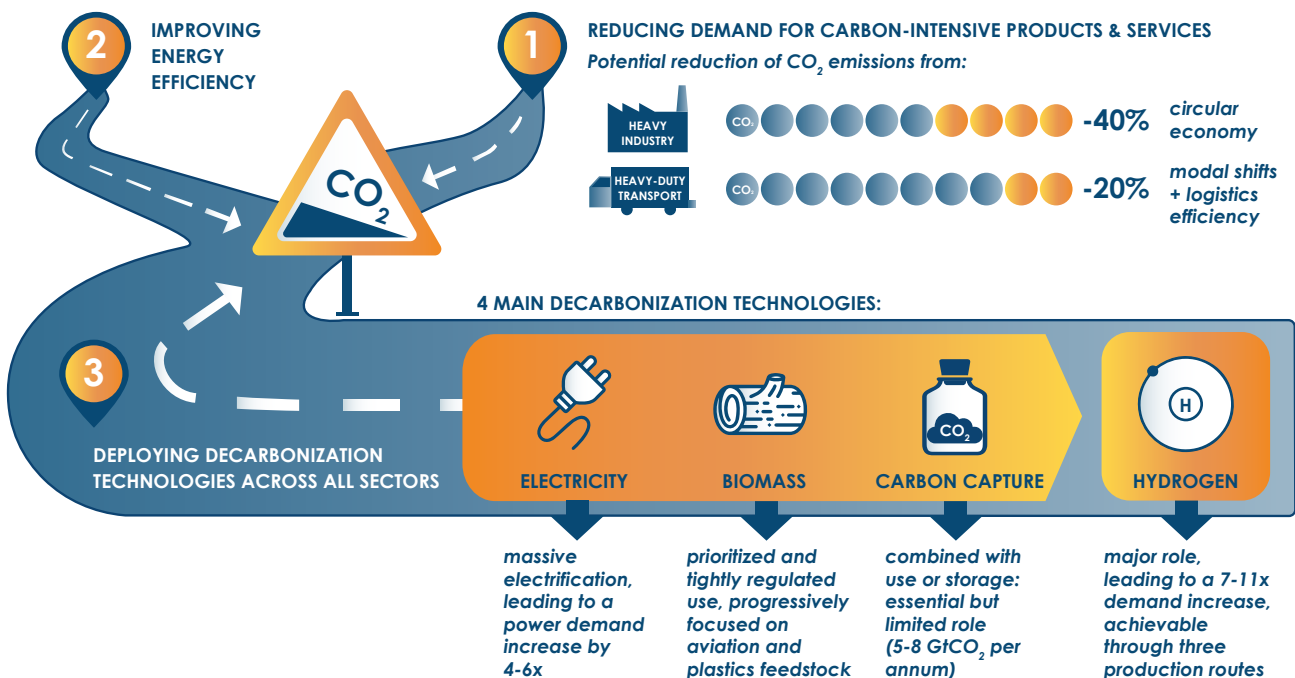 2
IMPROVING
ENERGY
EFFICIENCY
1
REDUCING DEMAND FOR CARBON-INTENSIVE PRODUCTS & SERVICES
Potential reduction of CO₂ emissions from:
HEAVY
INDUSTRY
CO₂
-40%
circular
economy
HEAVY-DUTY
TRANSPORT
CO₂
-20%
modal shifts
+ logistics
efficiency
CO₂
3
DEPLOYING DECARBONIZATION
TECHNOLOGIES ACROSS ALL SECTORS
4 MAIN DECARBONIZATION TECHNOLOGIES:
ELECTRICITY
massive
electrification,
leading to a
power demand
increase by
4-6x
BIOMASS
prioritized and
tightly regulated
use, progressively
focused on
aviation and
plastics feedstock
CO₂
CARBON CAPTURE
combined with
use or storage:
essential but
limited role
(5-8 GtCO₂ per
annum)
H
HYDROGEN
major role,
leading to a 7-11x
demand increase,
achievable
through three
production routes